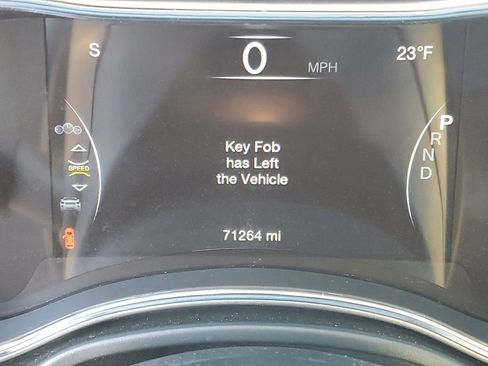 S
0 MPH
23°F
P
R
N
D
SPEED
Key Fob
has Left
the Vehicle
71264 mi